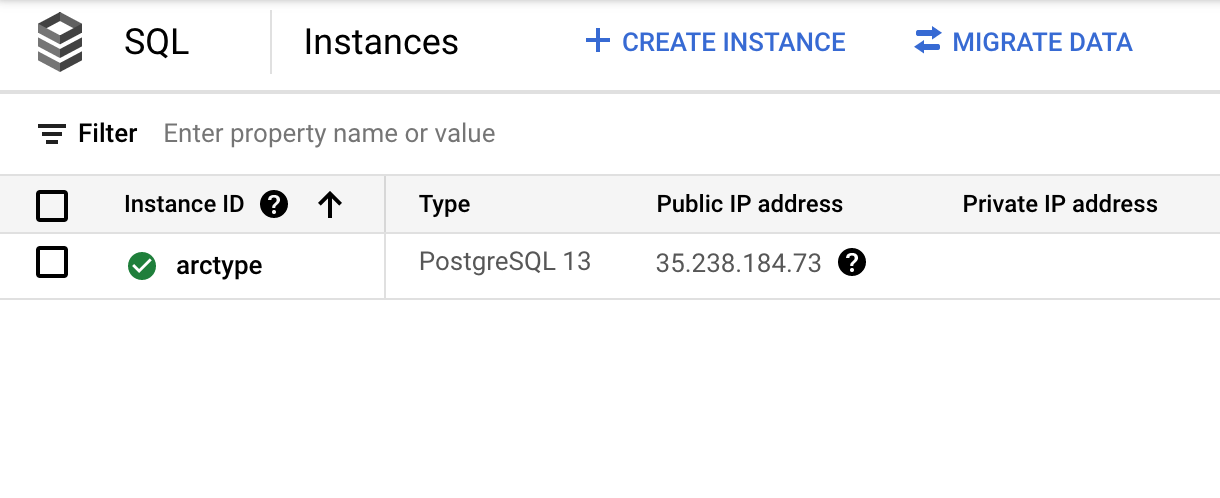 SQL Instances CREATE INSTANCE MIGRATE DATA
Filter Enter property name or value
Instance ID Type Public IP address Private IP address
arctype PostgreSQL 13 35.238.184.73